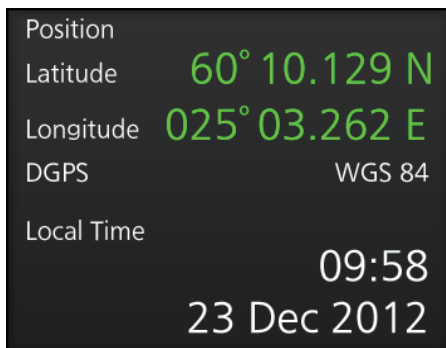 Position
Latitude 60° 10.129 N
Longitude 025° 03.262 E
DGPS WGS 84
Local Time
09:58
23 Dec 2012